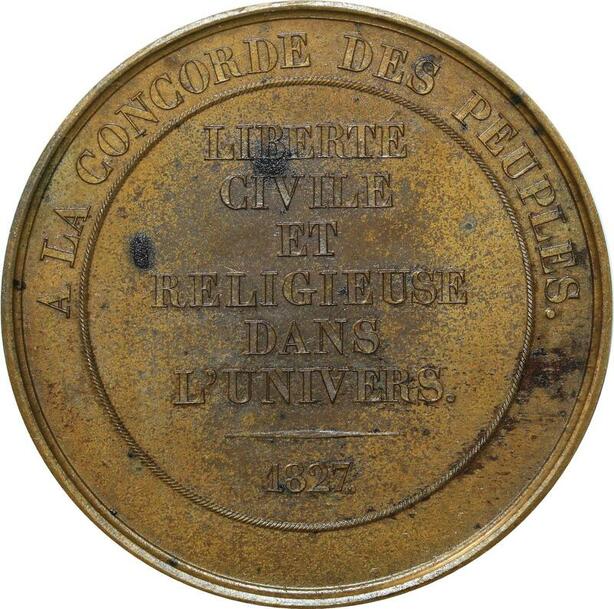 A LA CONCORDE DES PEUPLES.
LIBERTÉ
CIVILE
ET
RELIGIEUSE
DANS
L'UNIVERS.
1827